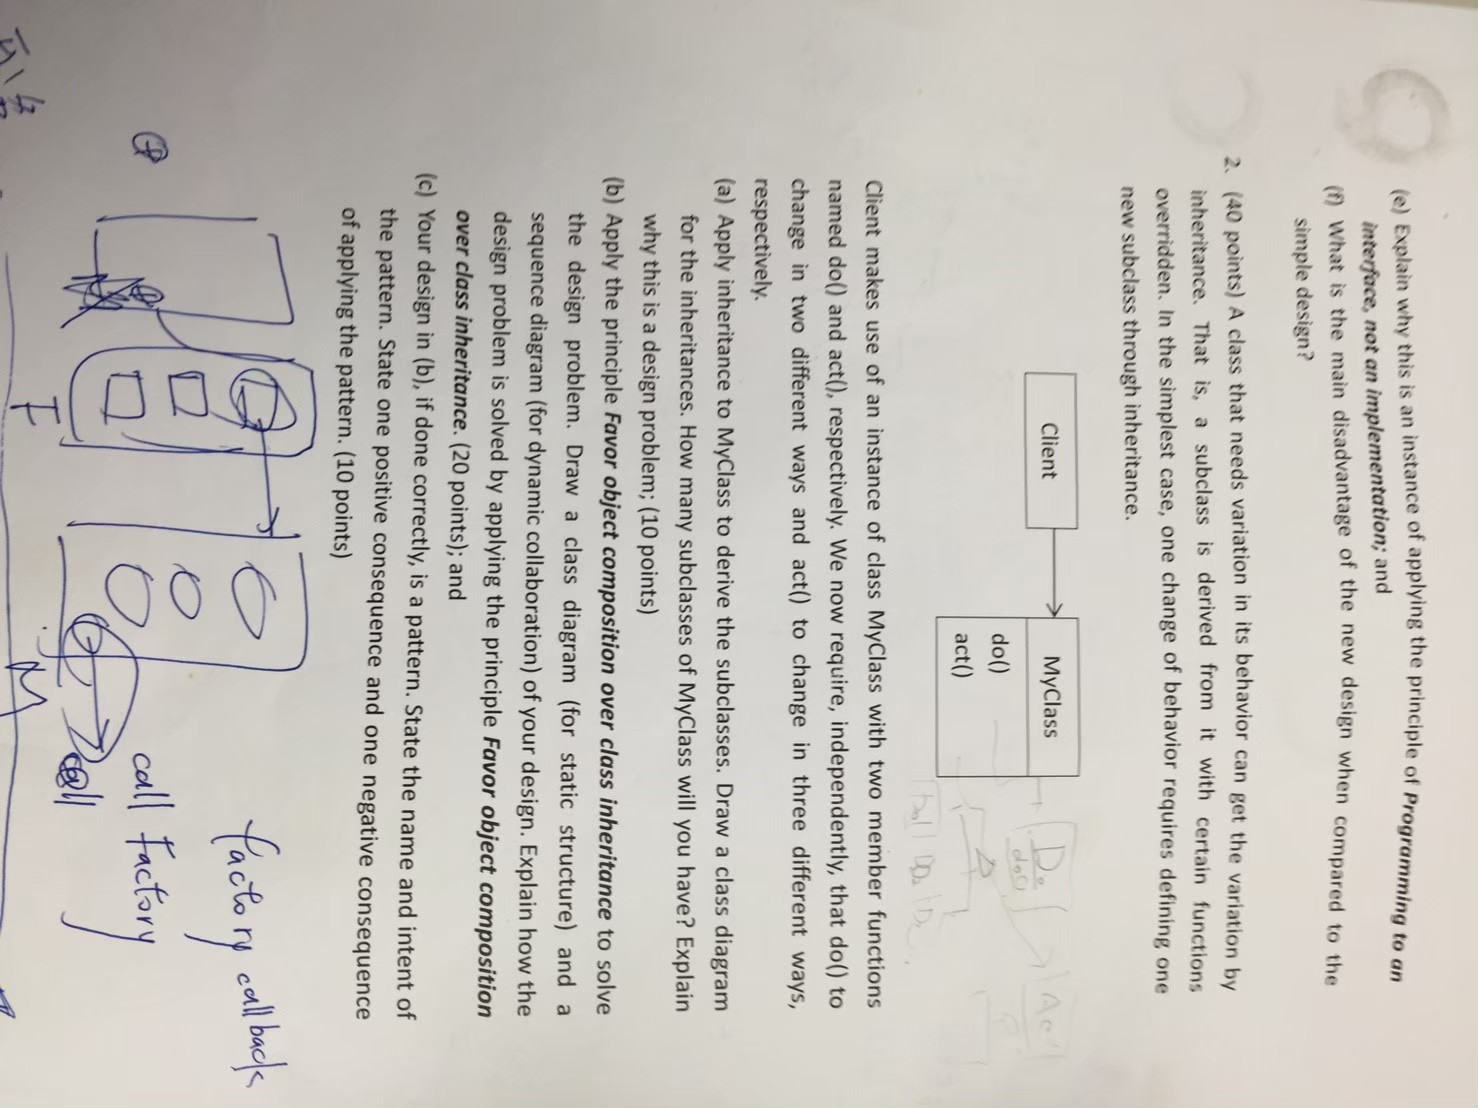 (e) Explain why this is an instance of applying the principle of Programming to an
interface, not an implementation; and
(f) What is the main disadvantage of the new design when compared to the
simple design?
2. (40 points) A class that needs variation in its behavior can get the variation by
inheritance. That is, a subclass is derived from it with certain functions
overridden. In the simplest case, one change of behavior requires defining one
new subclass through inheritance.
Client
MyClass
do()
act()
Do
do()
Client makes use of an instance of class MyClass with two member functions
named do() and act(), respectively. We now require, independently, that do() to
change in two different ways and act() to change in three different ways,
respectively.
(a) Apply inheritance to MyClass to derive the subclasses. Draw a class diagram
for the inheritances. How many subclasses of MyClass will you have? Explain
why this is a design problem; (10 points)
(b) Apply the principle Favor object composition over class inheritance to solve
the design problem. Draw a class diagram (for static structure) and a
sequence diagram (for dynamic collaboration) of your design. Explain how the
design problem is solved by applying the principle Favor object composition
over class inheritance. (20 points); and
(c) Your design in (b), if done correctly, is a pattern. State the name and intent of
the pattern. State one positive consequence and one negative consequence
of applying the pattern. (10 points)
factory callback
call Factory
call
F
M